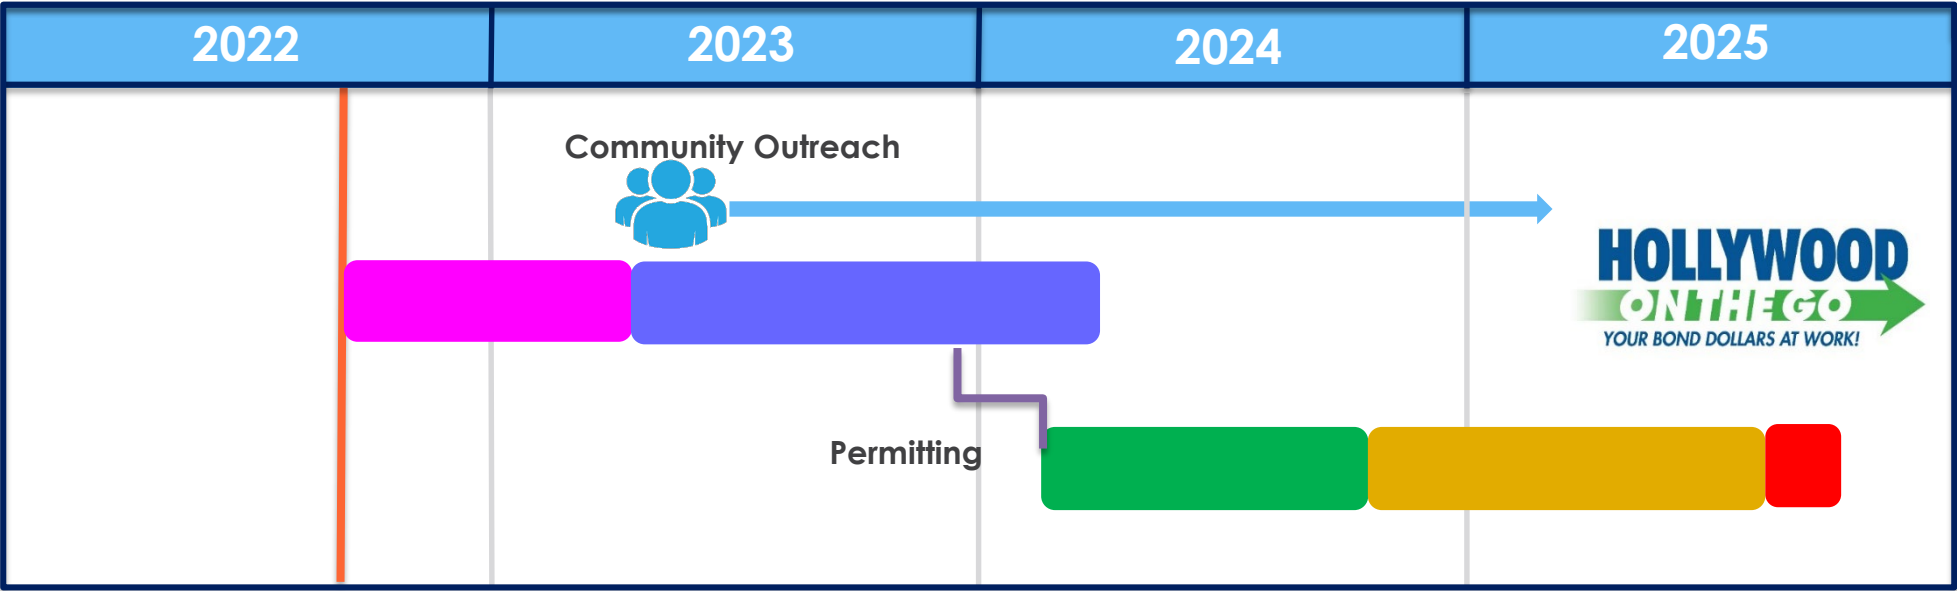 2022
2023
2024
2025
Community Outreach
HOLLYWOOD
ON THE GO
YOUR BOND DOLLARS AT WORK!
Permitting